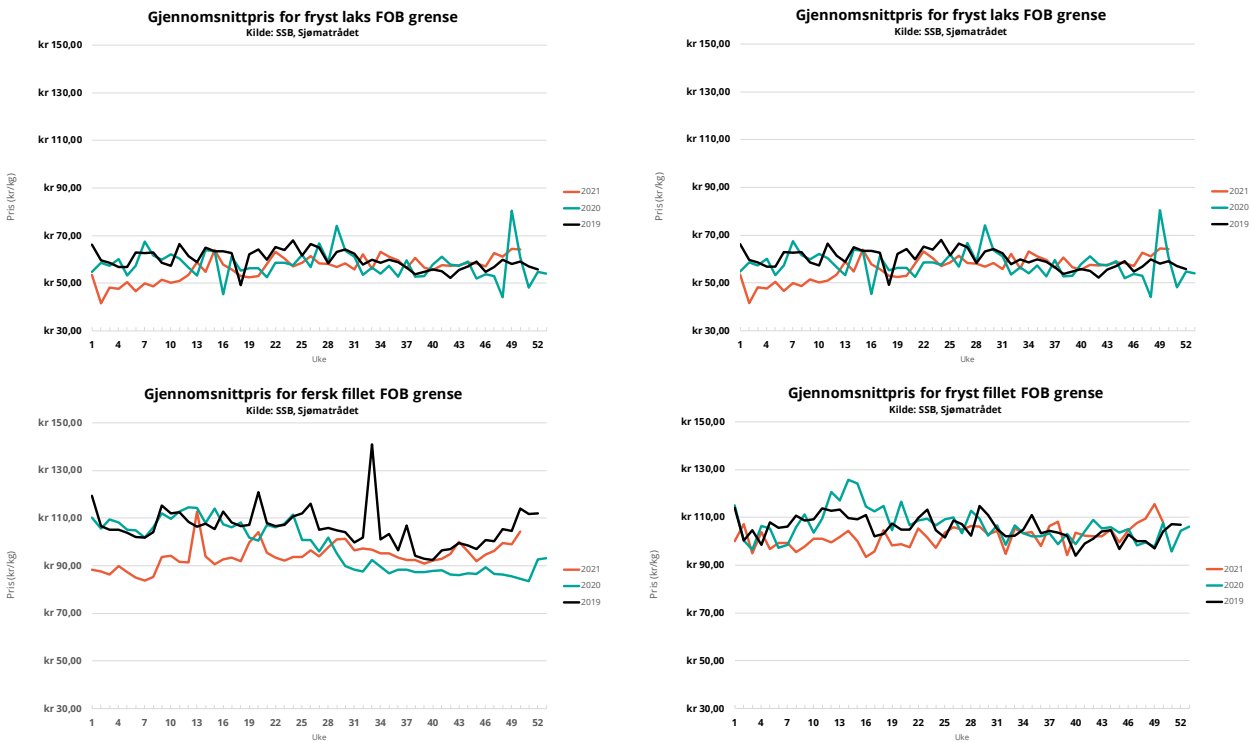 Gjennomsnittpris for fryst laks FOB grense
Kilde: SSB, Sjømatrådet
kr 150,00
kr 130,00
kr 110,00
kr 90,00
kr 70,00
kr 50,00
kr 30,00
Pris (kr/kg)
1 4 7 10 13 16 19 22 25 28 31 34 37 40 43 46 49 52
Uke
2021
2020
2019
Gjennomsnittpris for fryst laks FOB grense
Kilde: SSB, Sjømatrådet
kr 150,00
kr 130,00
kr 110,00
kr 90,00
kr 70,00
kr 50,00
kr 30,00
Pris (kr/kg)
1 4 7 10 13 16 19 22 25 28 31 34 37 40 43 46 49 52
Uke
2021
2020
2019
Gjennomsnittpris for fersk fillet FOB grense
Kilde: SSB, Sjømatrådet
kr 150,00
kr 130,00
kr 110,00
kr 90,00
kr 70,00
kr 50,00
kr 30,00
Pris (kr/kg)
1 4 7 10 13 16 19 22 25 28 31 34 37 40 43 46 49 52
Uke
2021
2020
2019
Gjennomsnittpris for fryst fillet FOB grense
Kilde: SSB, Sjømatrådet
kr 150,00
kr 130,00
kr 110,00
kr 90,00
kr 70,00
kr 50,00
kr 30,00
Pris (kr/kg)
1 4 7 10 13 16 19 22 25 28 31 34 37 40 43 46 49 52
Uke
2021
2020
2019